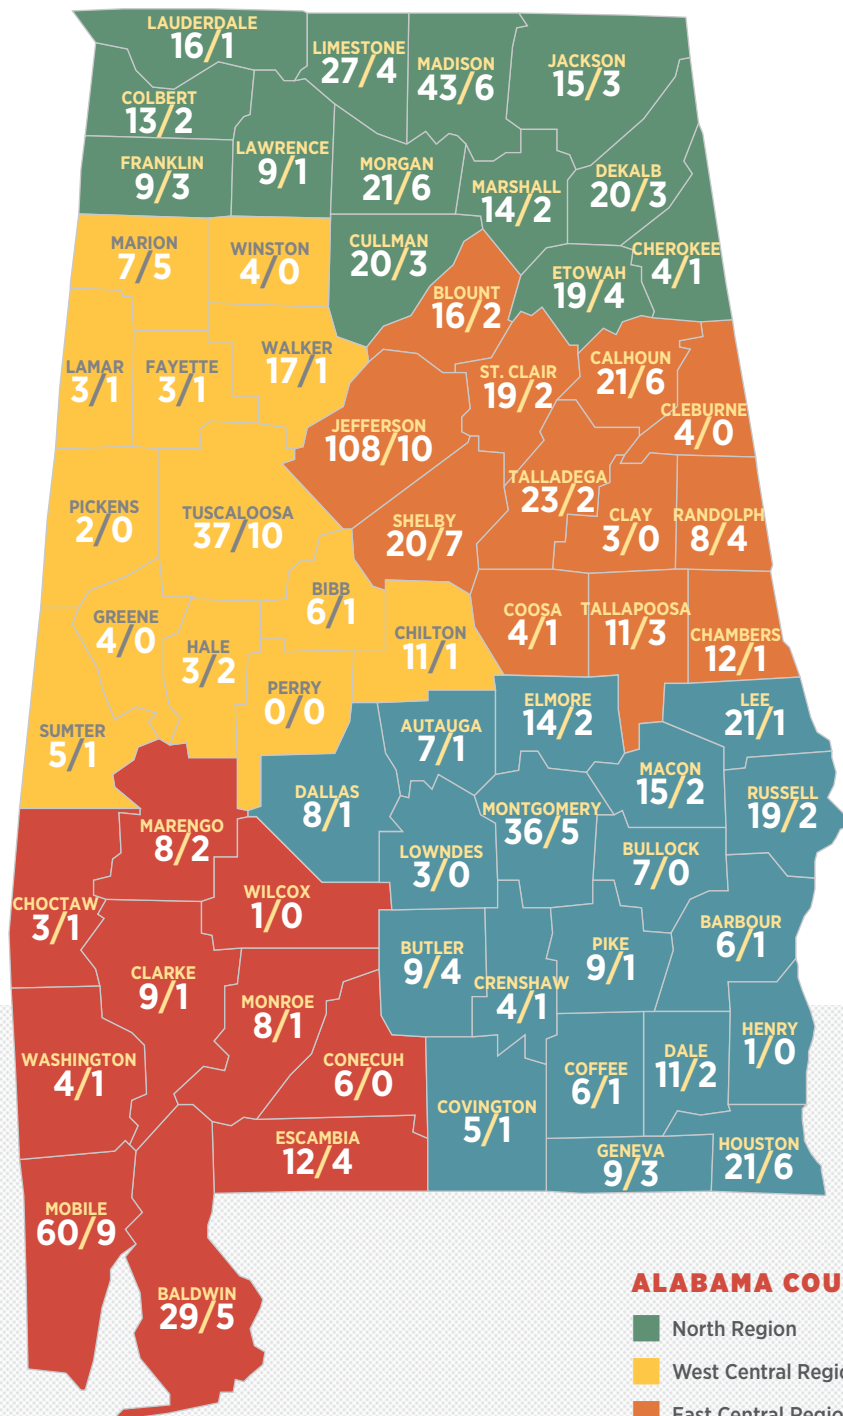 LAUDERDALE
16/1
LIMESTONE
27/4
MADISON
43/6
JACKSON
15/3
COLBERT
13/2
LAWRENCE
9/1
FRANKLIN
9/3
MORGAN
21/6
MARSHALL
14/2
DEKALB
20/3
MARION
7/5
WINSTON
4/0
CULLMAN
20/3
CHEROKEE
4/1
ETOWAH
19/4
BLOUNT
16/2
LAMAR
3/1
FAYETTE
3/1
WALKER
17/1
ST. CLAIR
19/2
CALHOUN
21/6
JEFFERSON
108/10
CLEBURNE
4/0
PICKENS
2/0
TUSCALOOSA
37/10
TALLADEGA
23/2
SHELBY
20/7
CLAY
3/0
RANDOLPH
8/4
BIBB
6/1
GREENE
4/0
HALE
3/2
CHILTON
11/1
COOSA
4/1
TALLAPOOSA
11/3
CHAMBERS
12/1
PERRY
0/0
SUMTER
5/1
AUTAUGA
7/1
ELMORE
14/2
LEE
21/1
DALLAS
8/1
MACON
15/2
RUSSELL
19/2
MONTGOMERY
36/5
MARENGO
8/2
LOWNDES
3/0
BULLOCK
7/0
CHOCTAW
3/1
WILCOX
1/0
BARBOUR
6/1
BUTLER
9/4
PIKE
9/1
CRENSHAW
4/1
CLARKE
9/1
MONROE
8/1
HENRY
1/0
WASHINGTON
4/1
CONECUH
6/0
COFFEE
6/1
DALE
11/2
COVINGTON
5/1
ESCAMBIA
12/4
GENEVA
9/3
HOUSTON
21/6
MOBILE
60/9
BALDWIN
29/5
ALABAMA COU
North Region
West Central Regio
East Central Regio